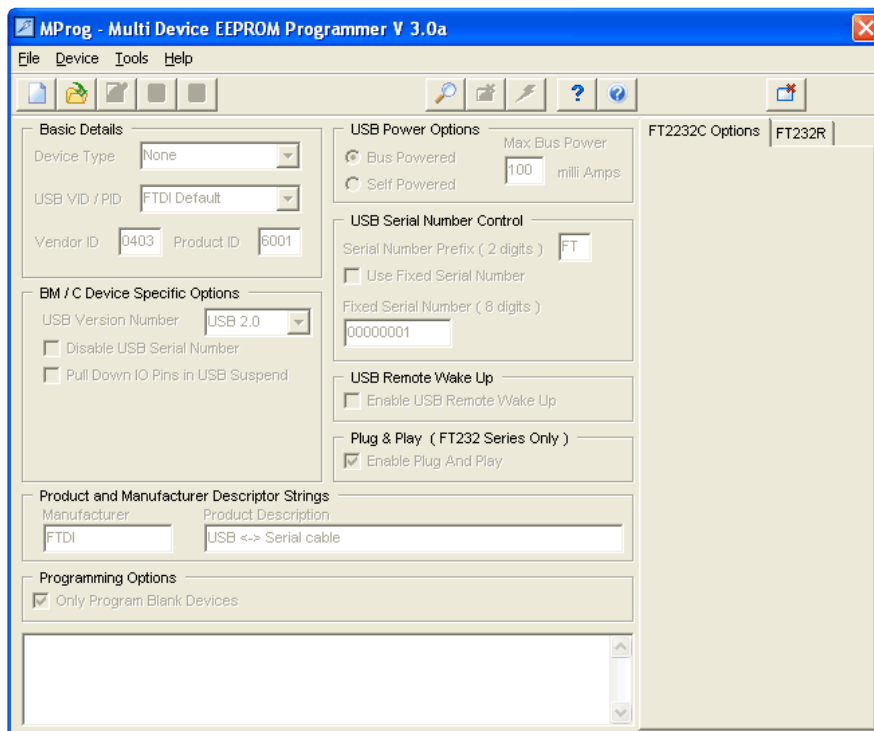 MProg - Multi Device EEPROM Programmer V 3.0a
File Device Tools Help
Basic Details
Device Type None
USB VID / PID FTDI Default
Vendor ID 0403 Product ID 6001
BM / C Device Specific Options
USB Version Number USB 2.0
Disable USB Serial Number
Pull Down IO Pins in USB Suspend
USB Power Options
Max Bus Power
Bus Powered
100 milli Amps
Self Powered
USB Serial Number Control
Serial Number Prefix ( 2 digits ) FT
Use Fixed Serial Number
Fixed Serial Number ( 8 digits )
00000001
USB Remote Wake Up
Enable USB Remote Wake Up
Plug & Play ( FT232 Series Only )
Enable Plug And Play
Product and Manufacturer Descriptor Strings
Manufacturer Product Description
FTDI USB <-> Serial cable
Programming Options
Only Program Blank Devices
FT2232C Options FT232R